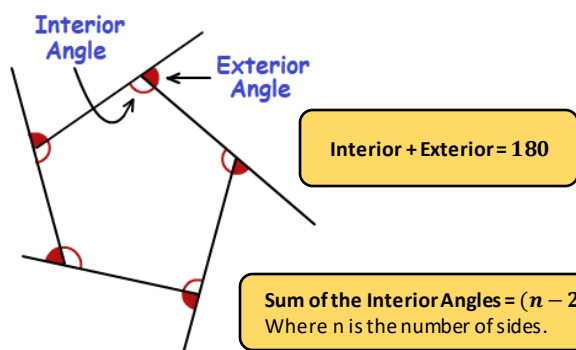 Interior
Angle
Exterior
Angle
Interior + Exterior = 180
Sum of the Interior Angles = (n − 2
Where n is the number of sides.